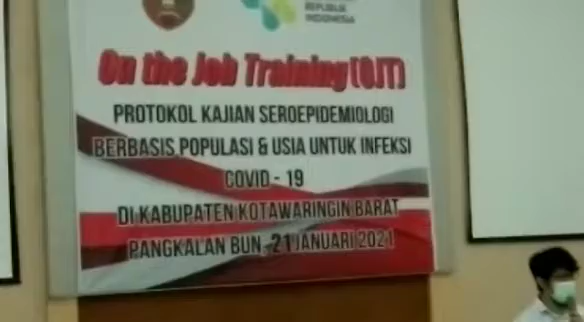 REPUBLIK
INDONESIA
On the Job Training(OJT)
PROTOKOL KAJIAN SEROEPIDEMIOLOGI
BERBASIS POPULASI & USIA UNTUK INFEKSI
COVID - 19
DI KABUPATEN KOTAWARINGIN BARAT
PANGKALAN BUN, 21 JANUARI 2021